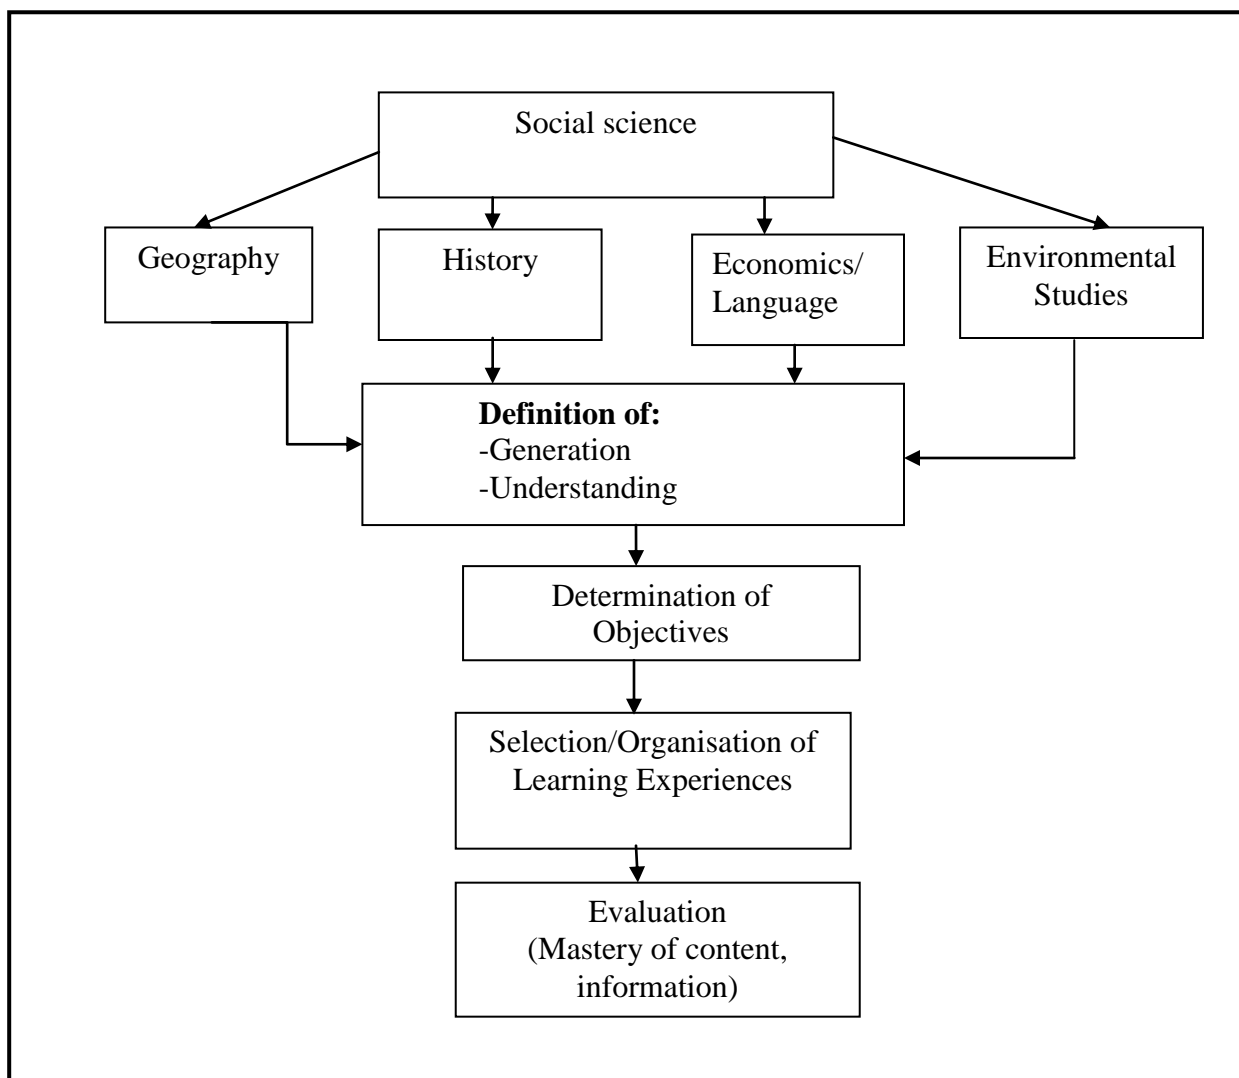 Social science
Geography
History
Economics/
Language
Environmental
Studies
Definition of:
-Generation
-Understanding
Determination of
Objectives
Selection/Organisation of
Learning Experiences
Evaluation
(Mastery of content,
information)